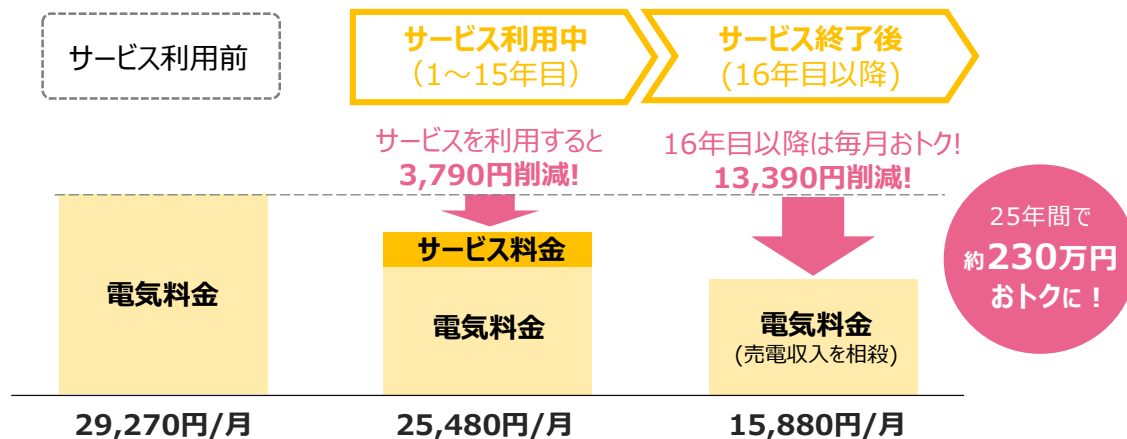 サービス利用前
サービス利用中
（1～15年目）
サービス終了後
(16年目以降)
サービスを利用すると
3,790円削減!
16年目以降は毎月おトク!
13,390円削減!
25年間で
約230万円
おトクに！
電気料金
サービス料金
電気料金
電気料金
(売電収入を相殺)
29,270円/月
25,480円/月
15,880円/月